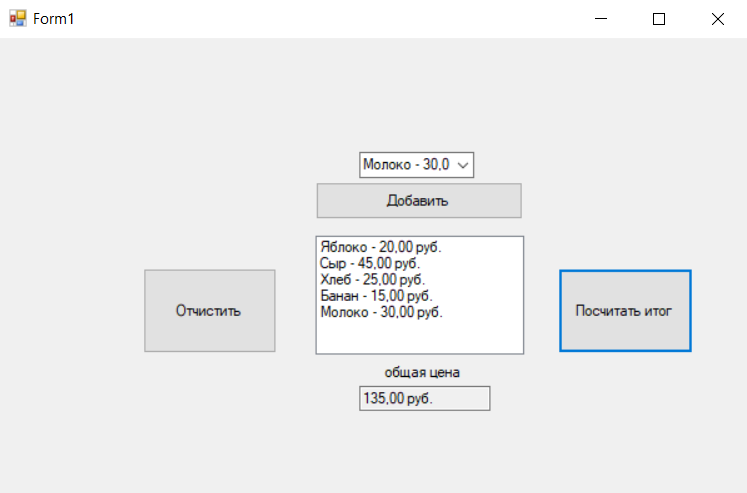 Form1
Молоко - 30,0
Добавить
Яблоко - 20,00 руб.
Сыр - 45,00 руб.
Хлеб - 25,00 руб.
Банан - 15,00 руб.
Молоко - 30,00 руб.
Отчистить
Посчитать итог
общая цена
135,00 руб.